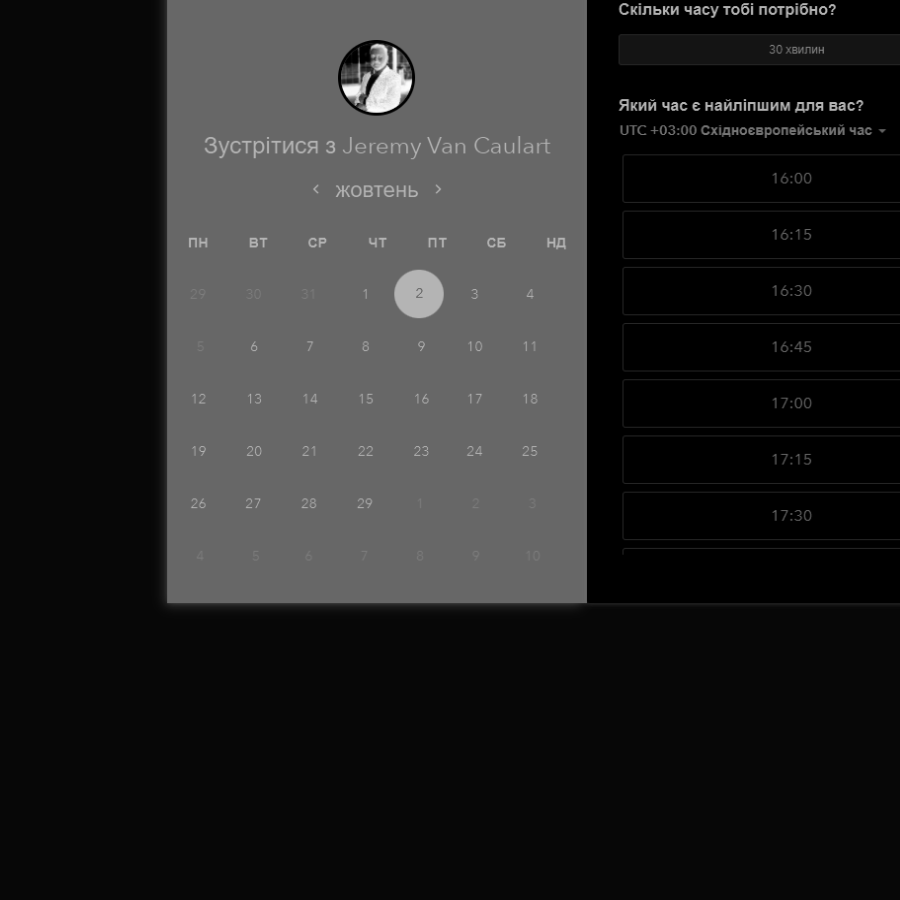 Зустрітися з Jeremy Van Caulart
‹ жовтень ›
ПН ВТ СР ЧТ ПТ СБ НД
29 30 31 1 2 3 4
5 6 7 8 9 10 11
12 13 14 15 16 17 18
19 20 21 22 23 24 25
26 27 28 29 1 2 3
4 5 6 7 8 9 10
Скільки часу тобі потрібно?
30 хвилин
Який час є найліпшим для вас?
UTC +03:00 Східноєвропейський час
16:00
16:15
16:30
16:45
17:00
17:15
17:30